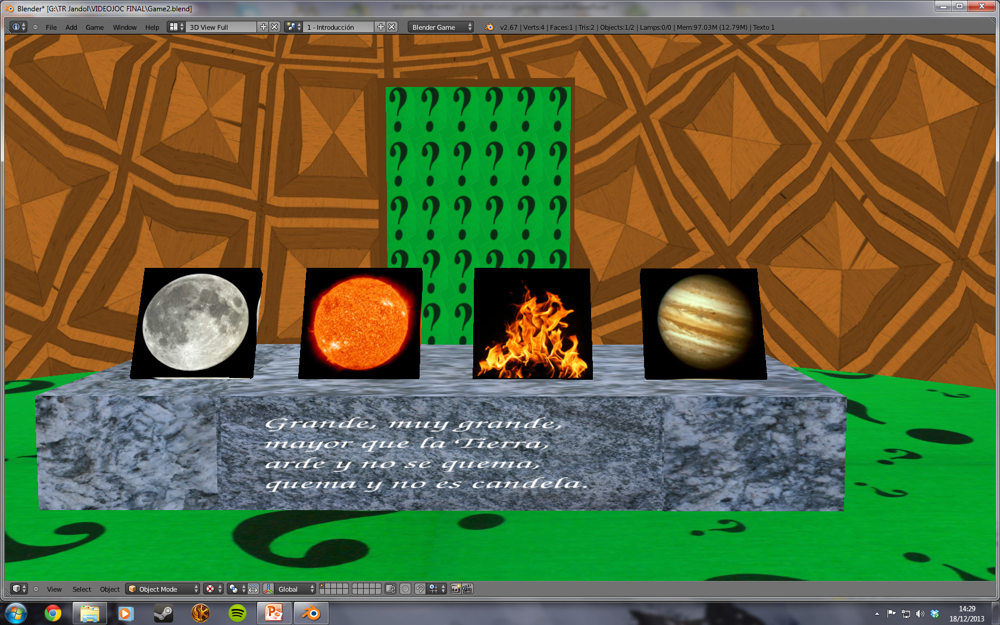 Blender* [G:\TR Jandol\VIDEOJOC FINAL\Game2.blend]
File Add Game Window Help 3D View Full 1 - Introducción Blender Game v2.67 | Verts:4 | Faces:1 | Tris:2 | Objects:1/2 | Lamps:0/0 | Mem:97.03M (12.79M) | Texto 1
? ? ? ? ? ?
? ? ? ? ? ?
? ? ? ? ? ?
? ? ? ? ? ?
? ?
Grande, muy grande,
mayor que la Tierra,
arde y no se quema,
quema y no es candela.
View Select Object Object Mode Global
14:29
18/12/2013